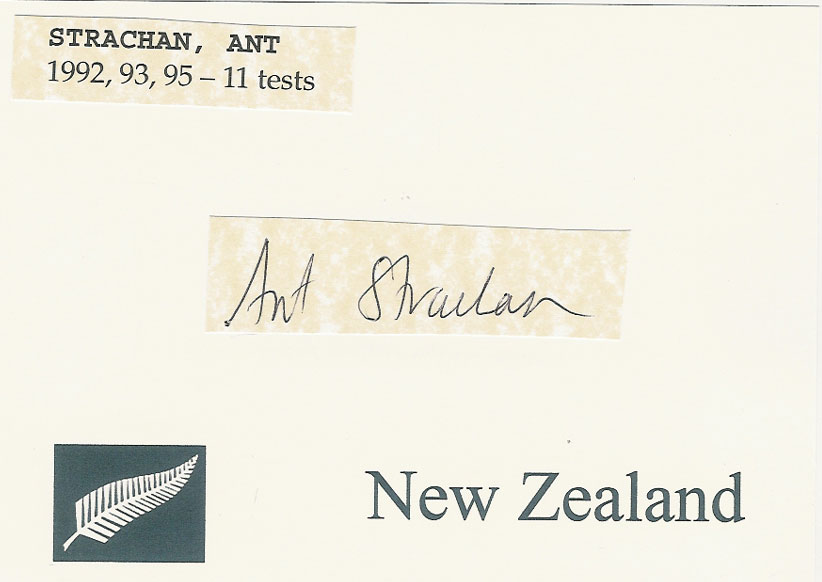 STRACHAN, ANT
1992, 93, 95 – 11 tests
Ant Strachan
New Zealand